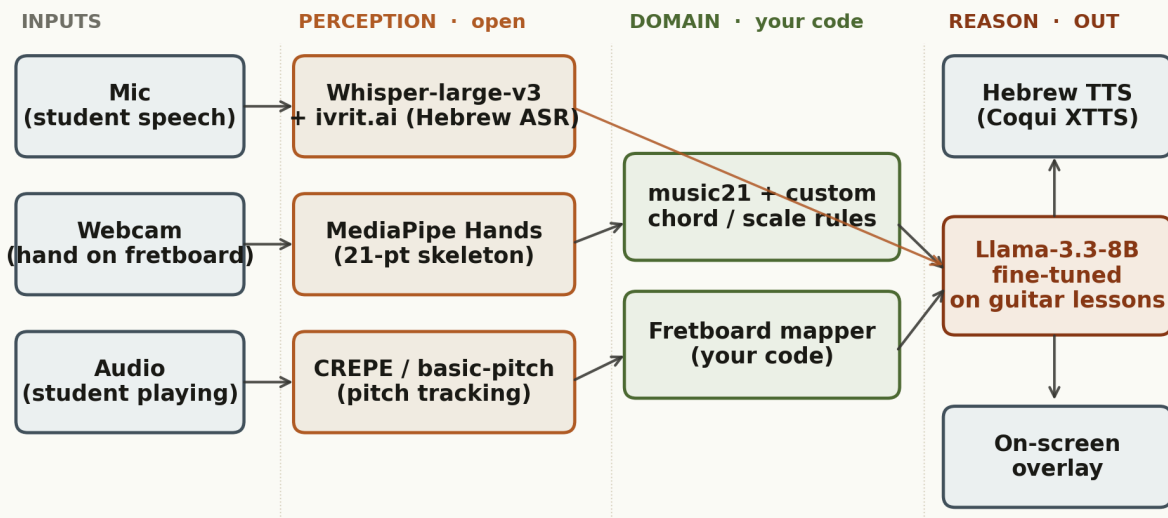 INPUTS
PERCEPTION · open
DOMAIN · your code
REASON · OUT
Mic
(student speech)
Whisper-large-v3
+ ivrit.ai (Hebrew ASR)
Hebrew TTS
(Coqui XTTS)
music21 + custom
chord / scale rules
Webcam
(hand on fretboard)
MediaPipe Hands
(21-pt skeleton)
Llama-3.3-8B
fine-tuned
on guitar lessons
Fretboard mapper
(your code)
Audio
(student playing)
CREPE / basic-pitch
(pitch tracking)
On-screen
overlay